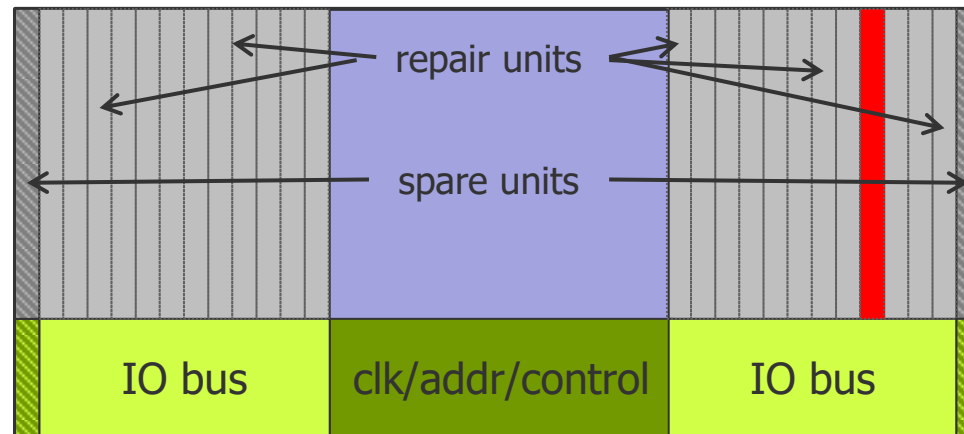 repair units
spare units
IO bus
clk/addr/control
IO bus